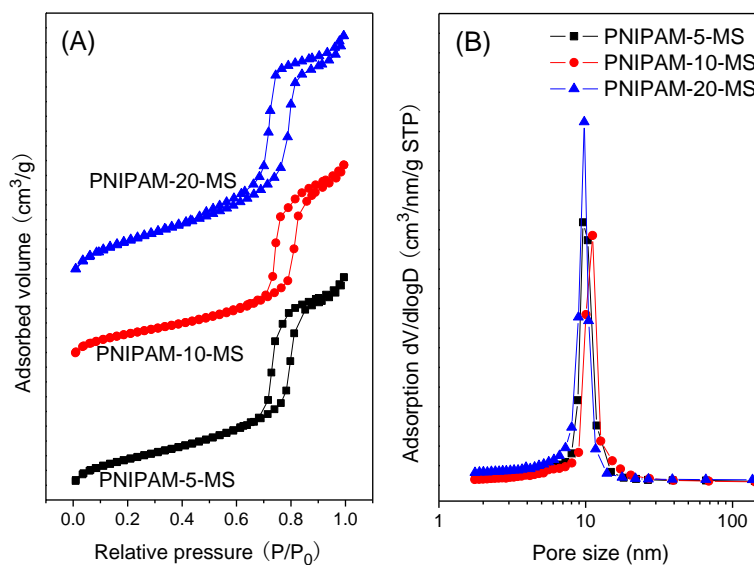 (A)
PNIPAM-20-MS
PNIPAM-10-MS
PNIPAM-5-MS
Adsorbed volume（cm³/g）
0.0 0.2 0.4 0.6 0.8 1.0
Relative pressure（P/P₀）
(B)
PNIPAM-5-MS
PNIPAM-10-MS
PNIPAM-20-MS
Adsorption dV/dlogD（cm³/nm/g STP）
1 10 100
Pore size (nm)